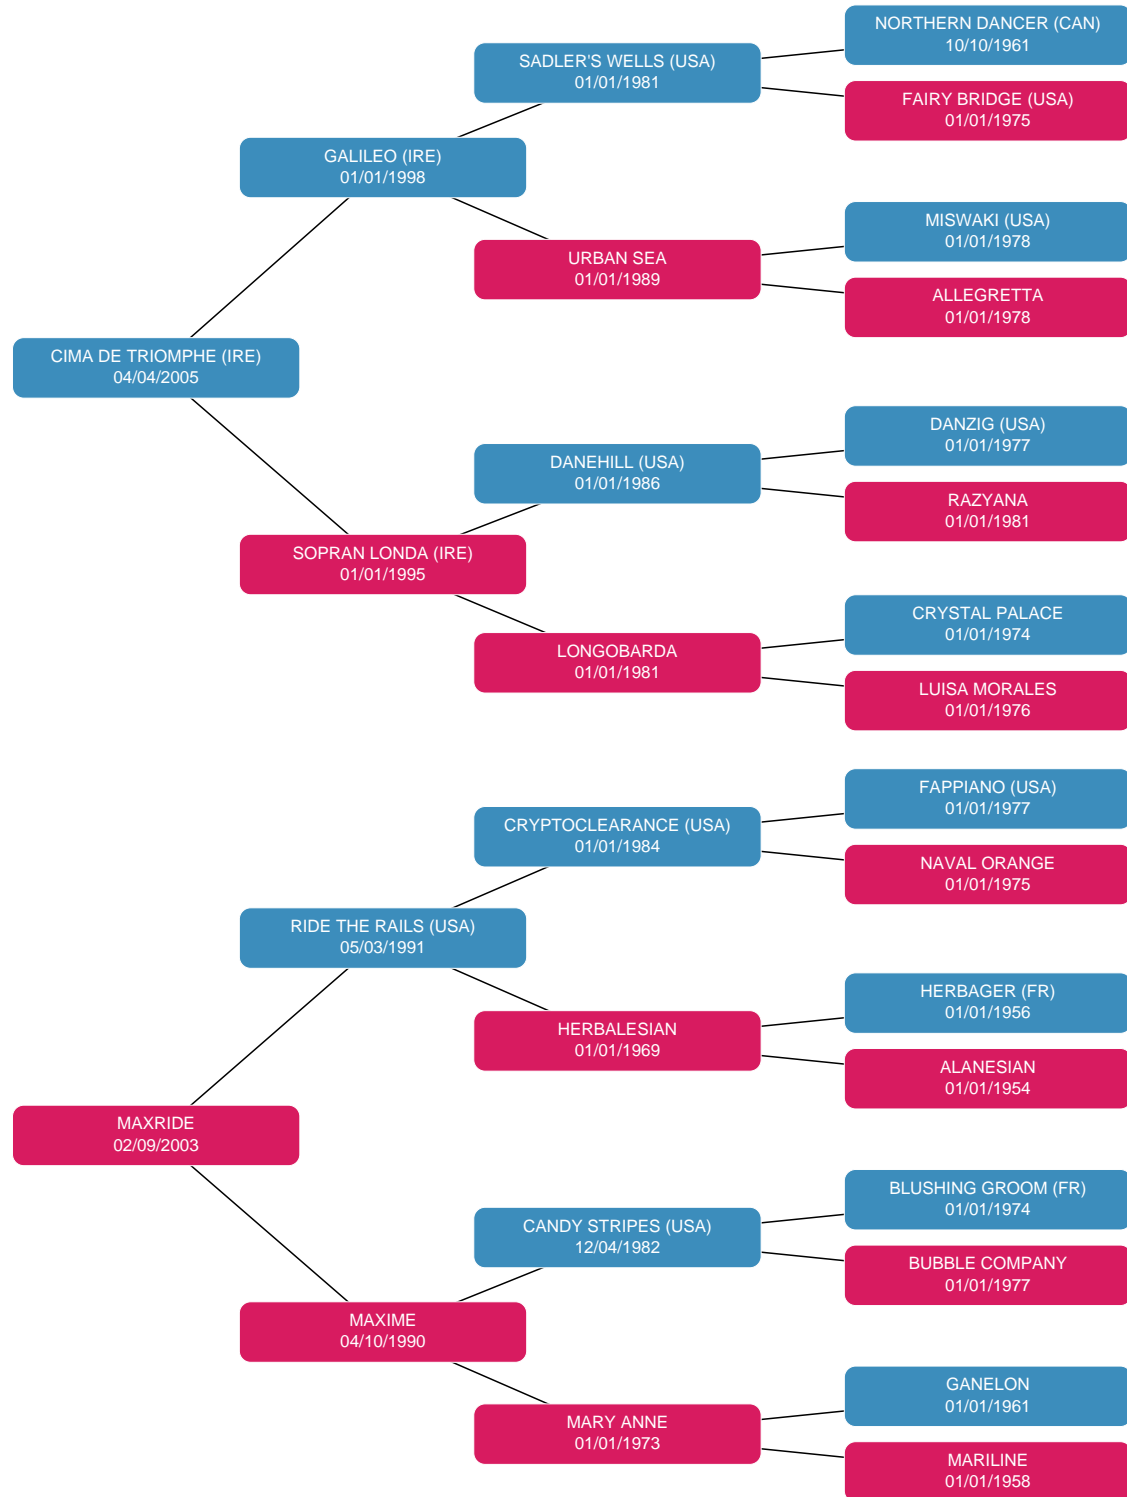 NORTHERN DANCER (CAN)
10/10/1961
SADLER'S WELLS (USA)
01/01/1981
FAIRY BRIDGE (USA)
01/01/1975
GALILEO (IRE)
01/01/1998
MISWAKI (USA)
01/01/1978
URBAN SEA
01/01/1989
ALLEGRETTA
01/01/1978
CIMA DE TRIOMPHE (IRE)
04/04/2005
DANZIG (USA)
01/01/1977
DANEHILL (USA)
01/01/1986
RAZYANA
01/01/1981
SOPRAN LONDA (IRE)
01/01/1995
CRYSTAL PALACE
01/01/1974
LONGOBARDA
01/01/1981
LUISA MORALES
01/01/1976
FAPPIANO (USA)
01/01/1977
CRYPTOCLEARANCE (USA)
01/01/1984
NAVAL ORANGE
01/01/1975
RIDE THE RAILS (USA)
05/03/1991
HERBAGER (FR)
01/01/1956
HERBALESIAN
01/01/1969
ALANESIAN
01/01/1954
MAXRIDE
02/09/2003
BLUSHING GROOM (FR)
01/01/1974
CANDY STRIPES (USA)
12/04/1982
BUBBLE COMPANY
01/01/1977
MAXIME
04/10/1990
GANELON
01/01/1961
MARY ANNE
01/01/1973
MARILINE
01/01/1958